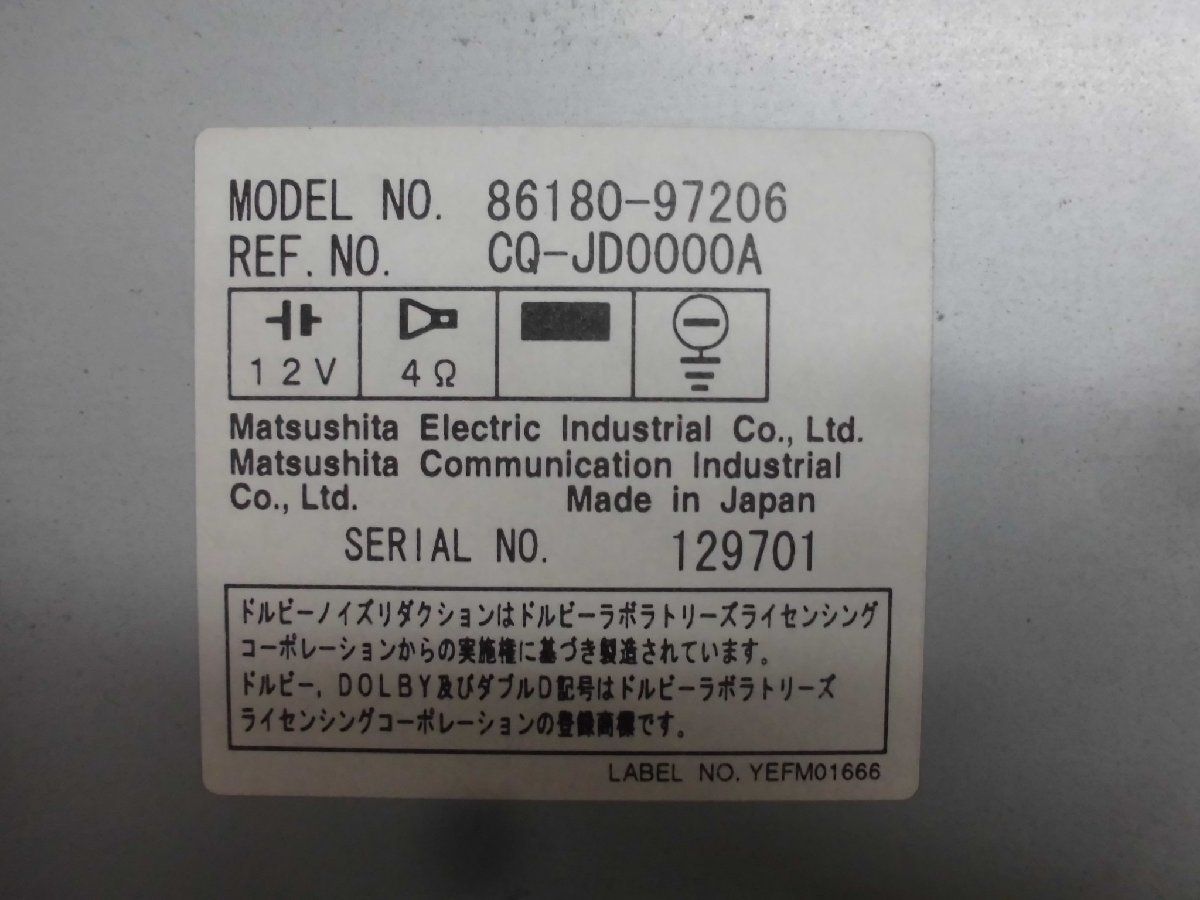 MODEL NO. 86180-97206
REF. NO. CQ-JD0000A
12V 4Ω
Matsushita Electric Industrial Co., Ltd.
Matsushita Communication Industrial
Co., Ltd. Made in Japan
SERIAL NO. 129701
ドルビーノイズリダクションはドルビーラボラトリーズライセンシング
コーポレーションからの実施権に基づき製造されています。
ドルビー, DOLBY及びダブルD記号はドルビーラボラトリーズ
ライセンシングコーポレーションの登録商標です。
LABEL NO. YEFM01666